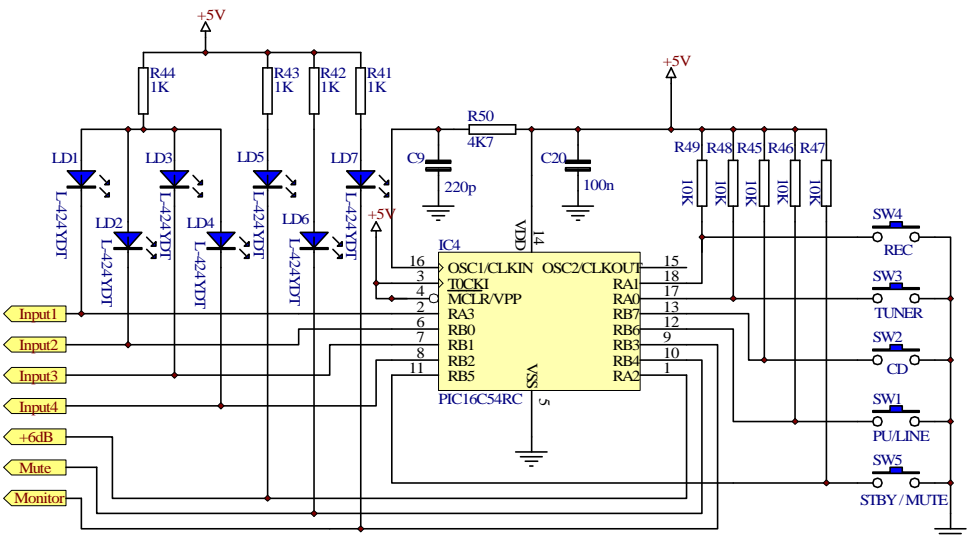 +5V
R44
1K
R43
1K
R42
1K
R41
1K
+5V
R50
4K7
C9
220p
C20
100n
R49
10K
R48
10K
R45
10K
R46
10K
R47
10K
LD1
L-424YDT
LD3
L-424YDT
LD5
L-424YDT
LD7
L-424YDT
LD2
L-424YDT
LD4
L-424YDT
LD6
L-424YDT
+5V
IC4
VDD
14
16 OSC1/CLKIN OSC2/CLKOUT 15
3 T0CKI RA1 18
4 MCLR/VPP RA0 17
2 RA3 RB7 13
6 RB0 RB6 12
7 RB1 RB3 9
8 RB2 RB4 10
11 RB5 RA2 1
VSS
5
PIC16C54RC
SW4
REC
SW3
TUNER
SW2
CD
SW1
PU/LINE
SW5
STBY / MUTE
Input1
Input2
Input3
Input4
+6dB
Mute
Monitor